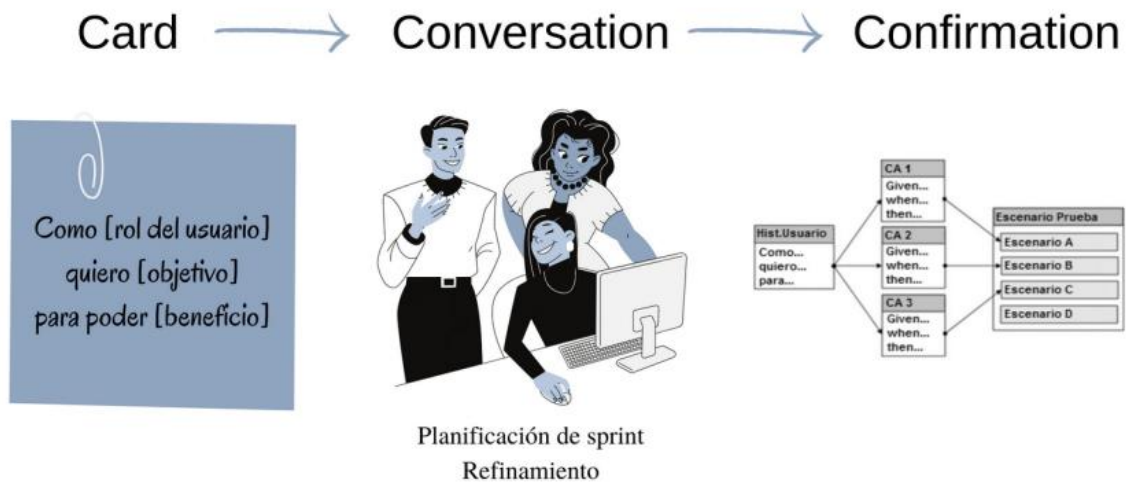 Card
Conversation
Confirmation
Como [rol del usuario]
quiero [objetivo]
para poder [beneficio]
Planificación de sprint
Refinamiento
Hist.Usuario
Como...
quiero...
para...
CA 1
Given...
when...
then...
CA 2
Given...
when...
then...
CA 3
Given...
when...
then...
Escenario Prueba
Escenario A
Escenario B
Escenario C
Escenario D